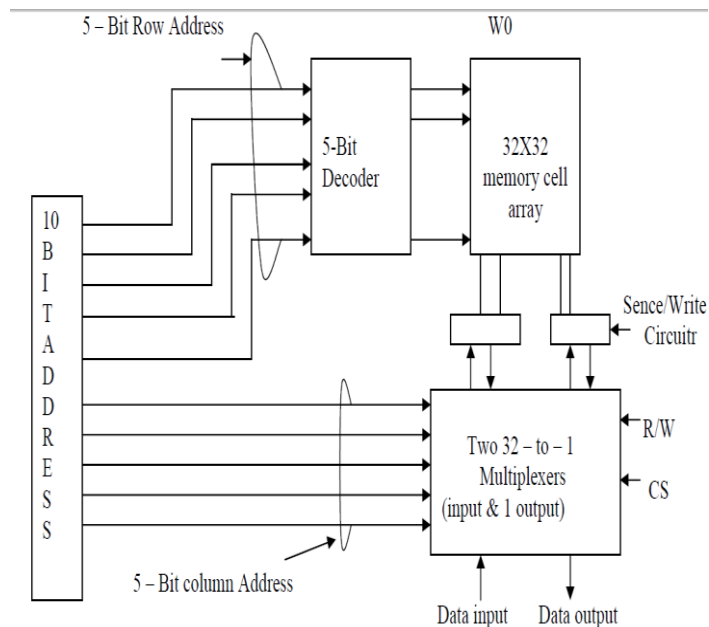 5 – Bit Row Address
W0
5-Bit
Decoder
32X32
memory cell
array
10
B
I
T
A
D
D
R
E
S
S
Sence/Write
Circuitr
Two 32 – to – 1
Multiplexers
(input & 1 output)
R/W
CS
5 – Bit column Address
Data input
Data output